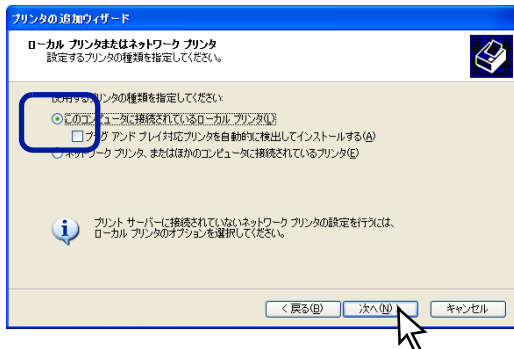 プリンタの追加ウィザード
ローカル プリンタまたはネットワーク プリンタ
設定するプリンタの種類を指定してください。
使用するプリンタの種類を指定してください:
このコンピュータに接続されているローカル プリンタ(L)
プラグ アンド プレイ対応プリンタを自動的に検出してインストールする(A)
ネットワーク プリンタ、またはほかのコンピュータに接続されているプリンタ(E)
プリント サーバーに接続されていないネットワーク プリンタの設定を行うには、
ローカル プリンタのオプションを選択してください。
< 戻る(B) 次へ(N) > キャンセル